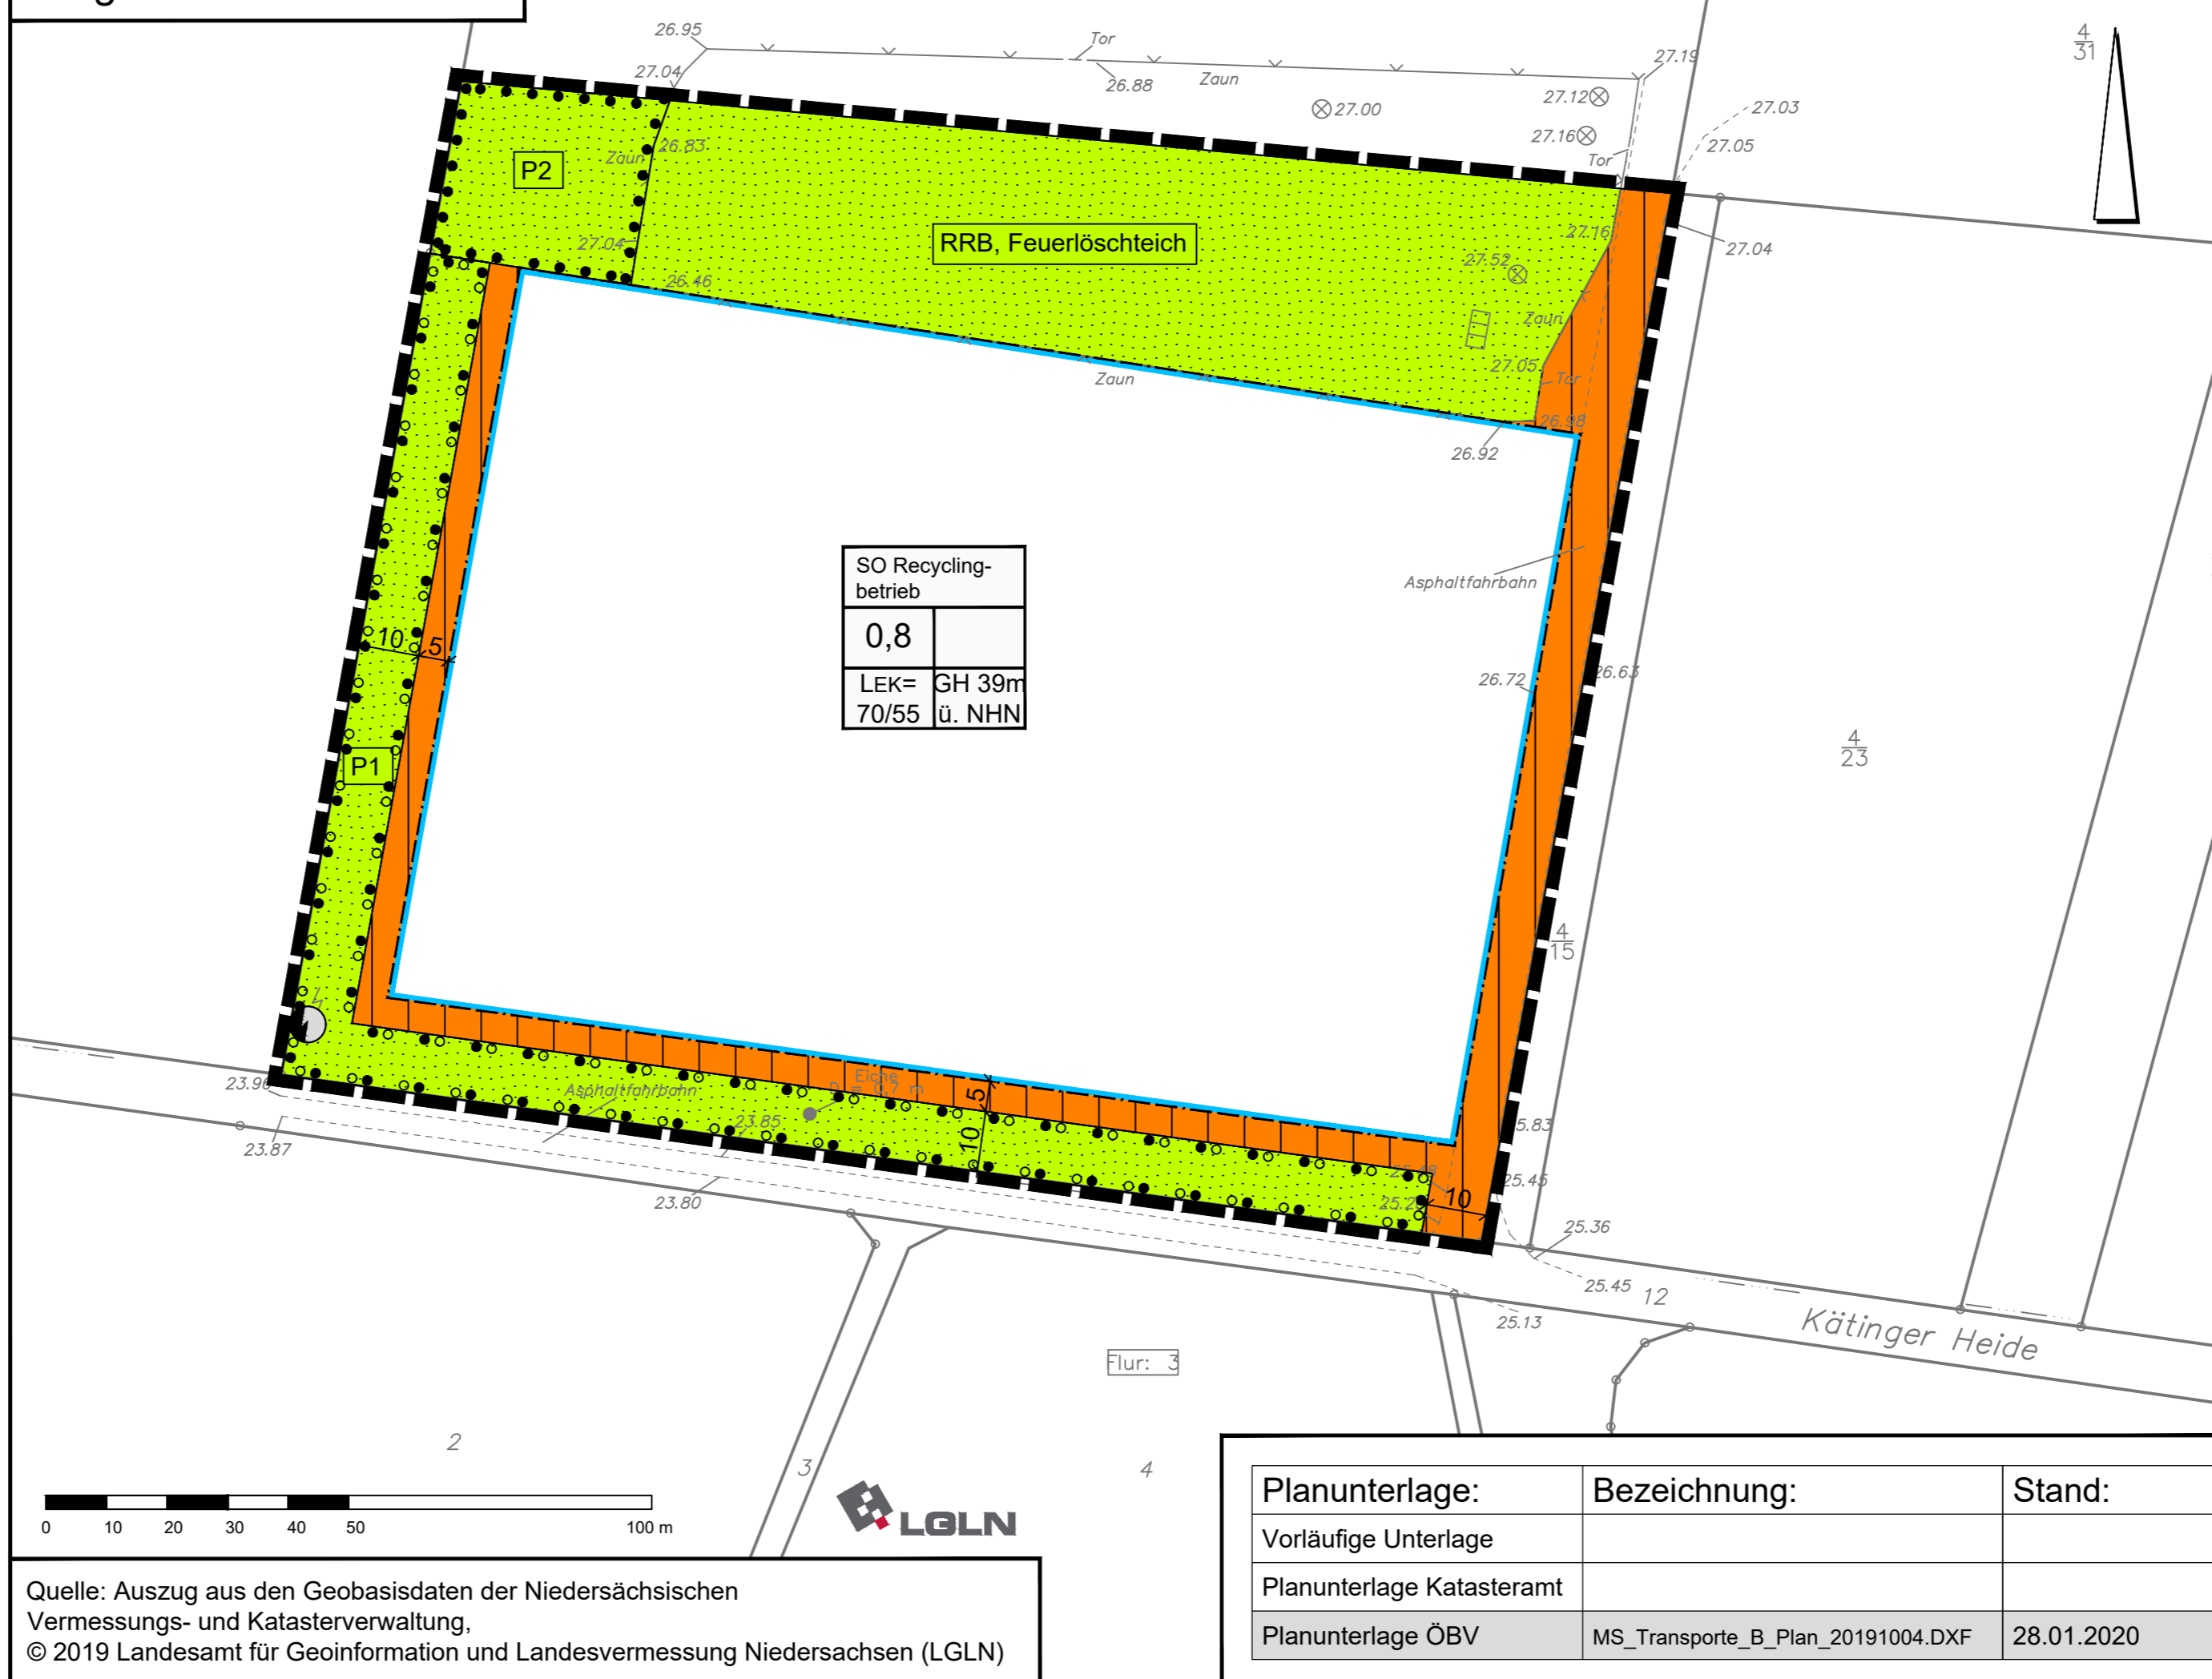 26.95
Tor
27.19
4
31
27.04
26.88
Zaun
27.00
27.12
27.03
27.16
27.05
Tor
P2
Zaun
26.83
27.04
RRB, Feuerlöschteich
27.16
27.04
27.52
26.46
Zaun
27.05
Tor
Zaun
26.98
26.92
SO Recycling-
betrieb
0,8
LEK=
70/55
GH 39m
ü. NHN
Asphaltfahrbahn
10
5
26.72
26.63
4
23
P1
4
15
23.96
Asphaltfahrbahn
Eiche
D = 0,7 m
5
23.85
10
23.87
23.80
5.83
25.45
10
25.36
25.45
12
25.13
Kätinger Heide
Flur: 3
2
3
4
0 10 20 30 40 50 100 m
LGLN
Quelle: Auszug aus den Geobasisdaten der Niedersächsischen
Vermessungs- und Katasterverwaltung,
© 2019 Landesamt für Geoinformation und Landesvermessung Niedersachsen (LGLN)
Planunterlage: Bezeichnung: Stand:
Vorläufige Unterlage
Planunterlage Katasteramt
Planunterlage ÖBV MS_Transporte_B_Plan_20191004.DXF 28.01.2020